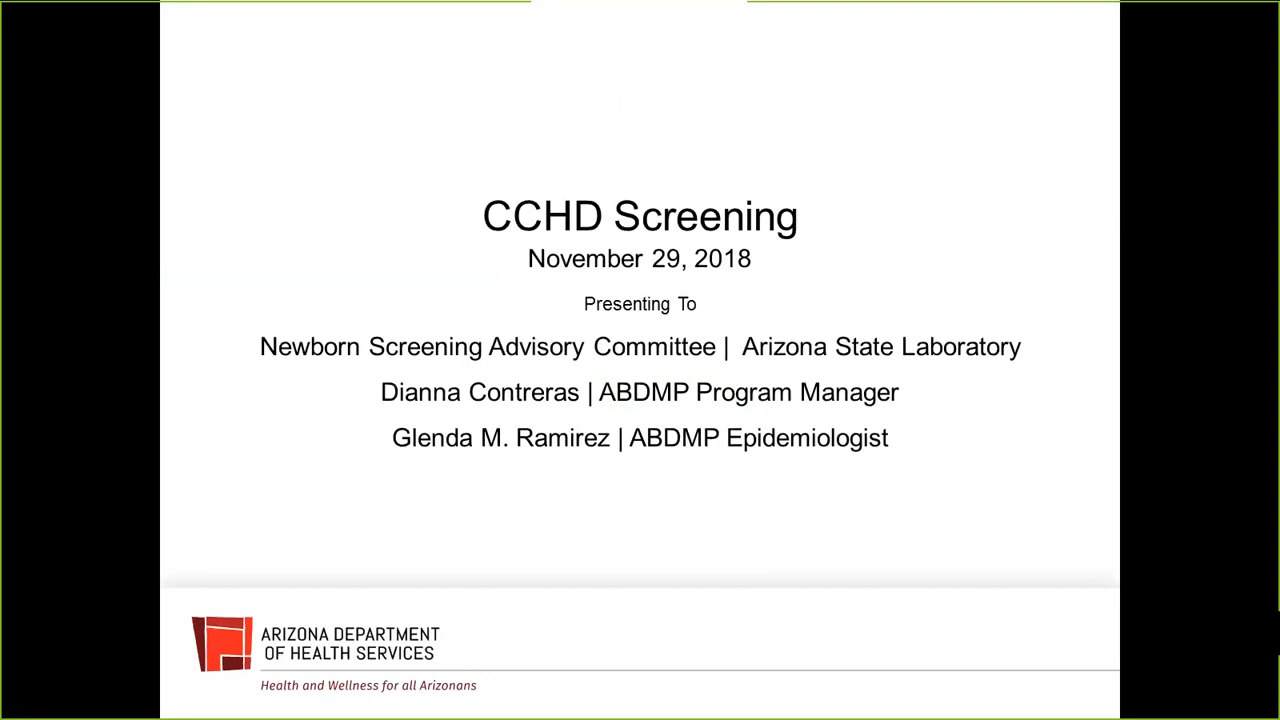 CCHD Screening
November 29, 2018
Presenting To
Newborn Screening Advisory Committee | Arizona State Laboratory
Dianna Contreras | ABDMP Program Manager
Glenda M. Ramirez | ABDMP Epidemiologist
ARIZONA DEPARTMENT
OF HEALTH SERVICES
Health and Wellness for all Arizonans